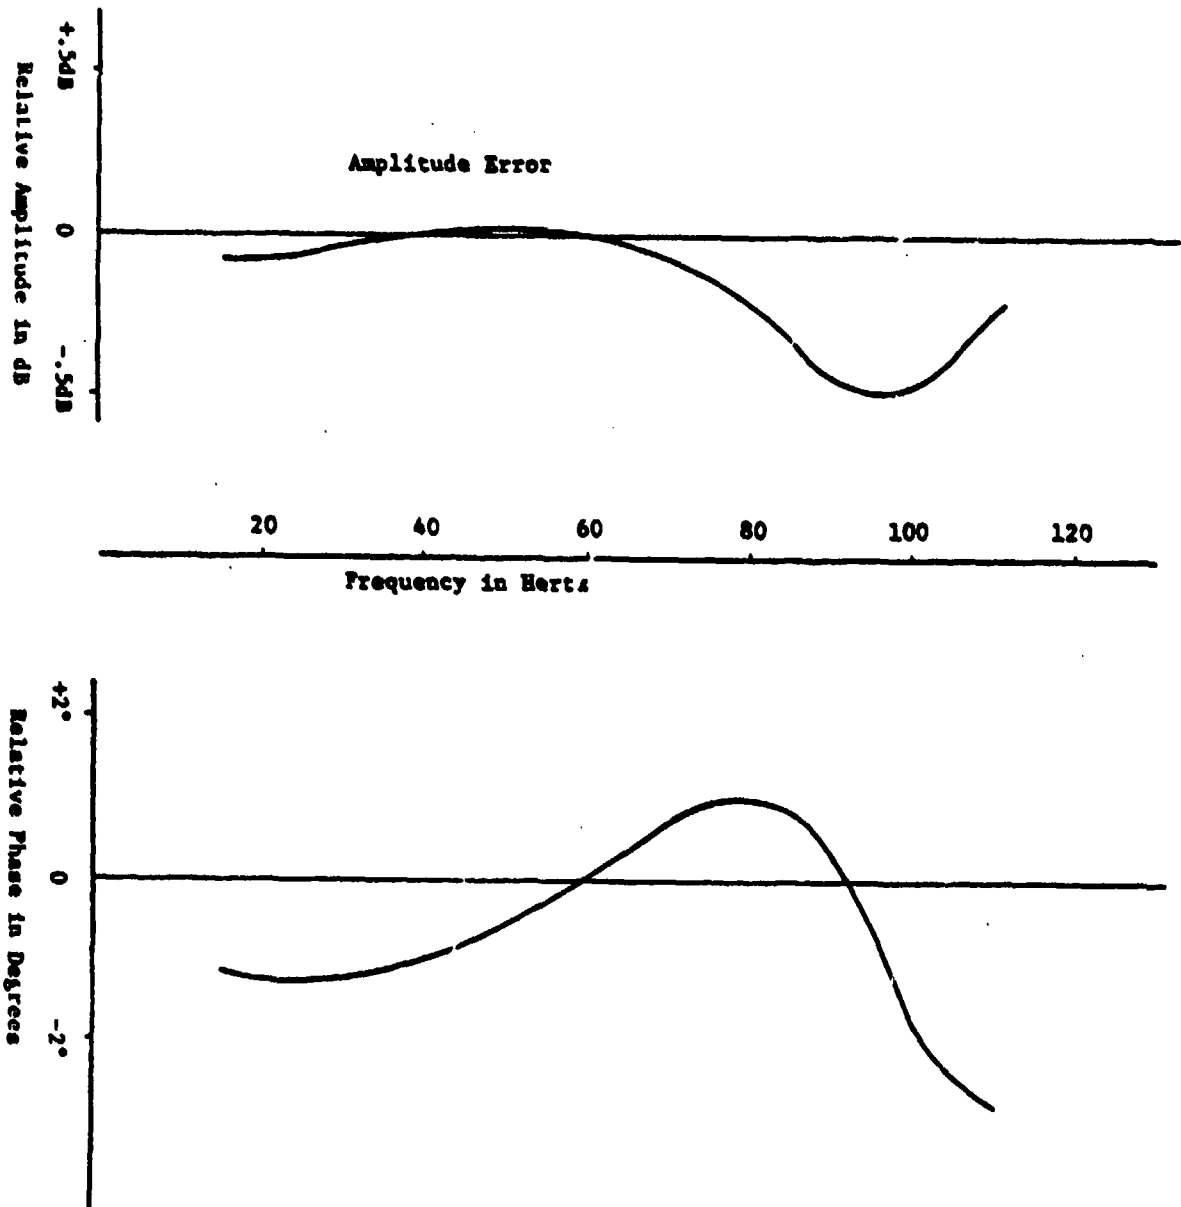 +.5dB
Relative Amplitude in dB
Amplitude Error
0
-.5dB
20 40 60 80 100 120
Frequency in Hertz
+2°
Relative Phase in Degrees
0
-2°